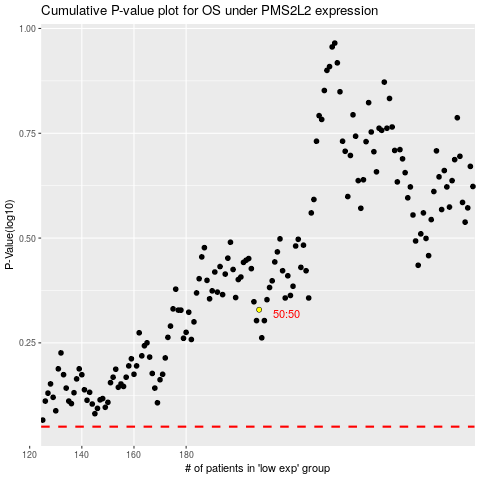 Cumulative P-value plot for OS under PMS2L2 expression
1.00
0.75
0.50
0.25
P-Value(log10)
50:50
120 140 160 180
# of patients in 'low exp' group